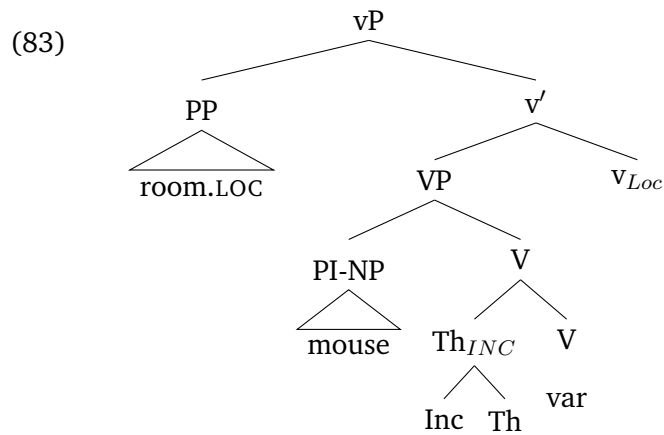 (83)
vP
PP
v′
room.LOC
VP
v_Loc
PI-NP
V
mouse
Th_INC
V
Inc
Th
var